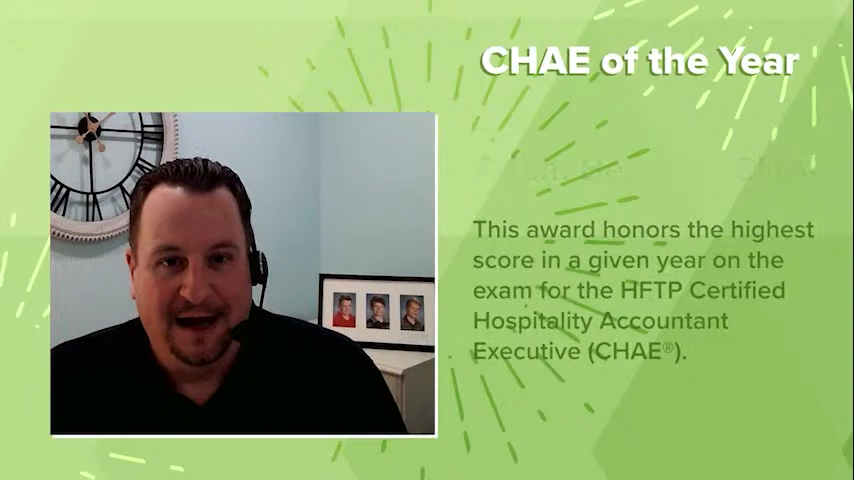 CHAE of the Year
This award honors the highest
score in a given year on the
exam for the HFTP Certified
Hospitality Accountant
Executive (CHAE®).